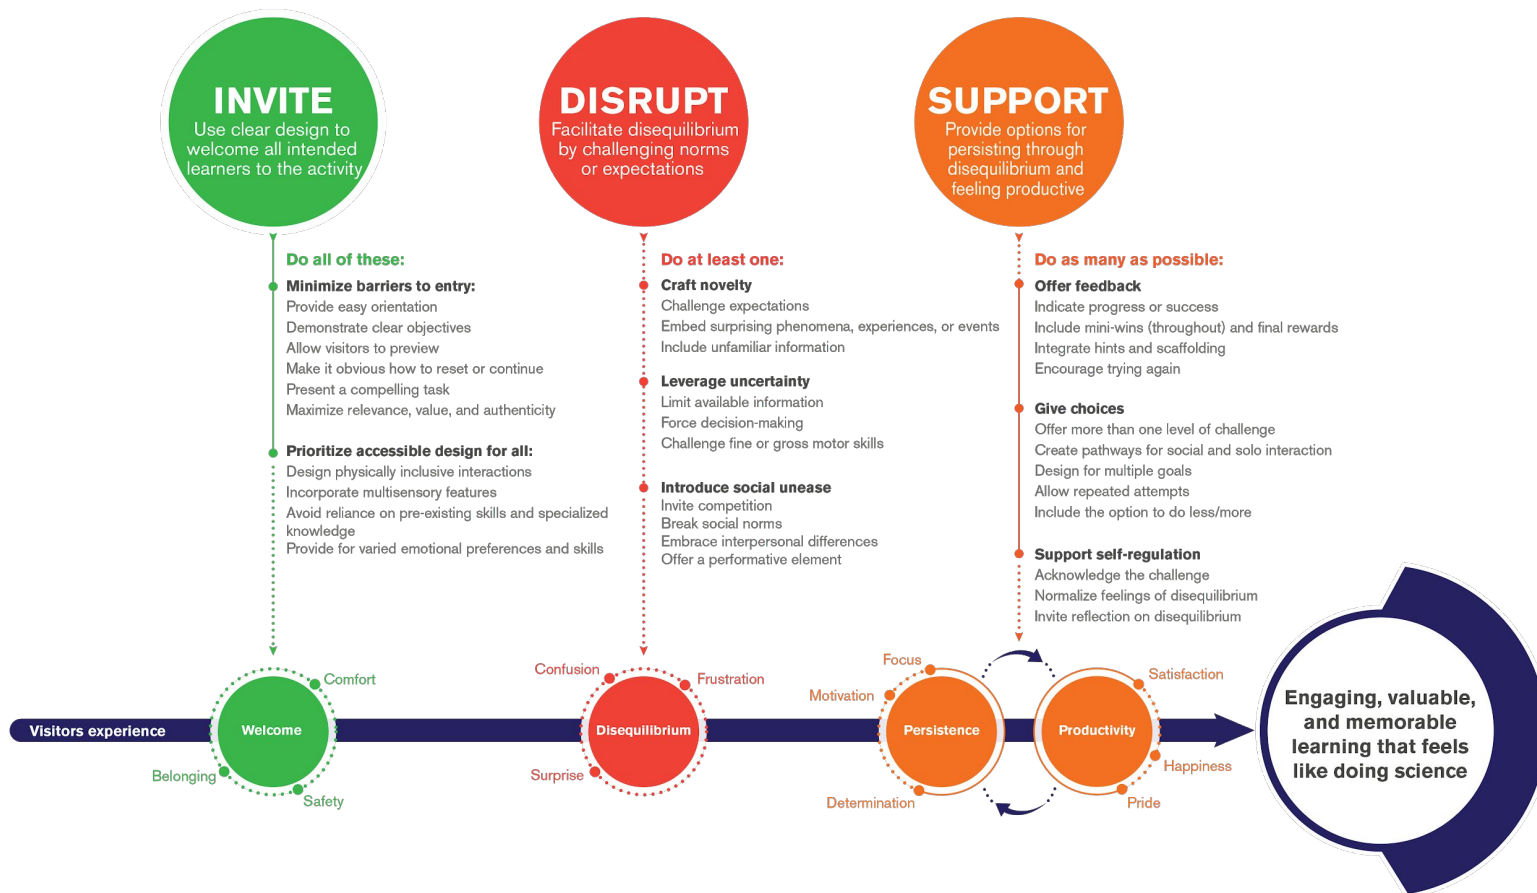 INVITE
Use clear design to
welcome all intended
learners to the activity
Do all of these:
Minimize barriers to entry:
Provide easy orientation
Demonstrate clear objectives
Allow visitors to preview
Make it obvious how to reset or continue
Present a compelling task
Maximize relevance, value, and authenticity
Prioritize accessible design for all:
Design physically inclusive interactions
Incorporate multisensory features
Avoid reliance on pre-existing skills and specialized
knowledge
Provide for varied emotional preferences and skills
DISRUPT
Facilitate disequilibrium
by challenging norms
or expectations
Do at least one:
Craft novelty
Challenge expectations
Embed surprising phenomena, experiences, or events
Include unfamiliar information
Leverage uncertainty
Limit available information
Force decision-making
Challenge fine or gross motor skills
Introduce social unease
Invite competition
Break social norms
Embrace interpersonal differences
Offer a performative element
SUPPORT
Provide options for
persisting through
disequilibrium and
feeling productive
Do as many as possible:
Offer feedback
Indicate progress or success
Include mini-wins (throughout) and final rewards
Integrate hints and scaffolding
Encourage trying again
Give choices
Offer more than one level of challenge
Create pathways for social and solo interaction
Design for multiple goals
Allow repeated attempts
Include the option to do less/more
Support self-regulation
Acknowledge the challenge
Normalize feelings of disequilibrium
Invite reflection on disequilibrium
Visitors experience
Welcome
Comfort
Belonging
Safety
Disequilibrium
Confusion
Frustration
Surprise
Persistence
Focus
Motivation
Determination
Productivity
Satisfaction
Happiness
Pride
Engaging, valuable,
and memorable
learning that feels
like doing science